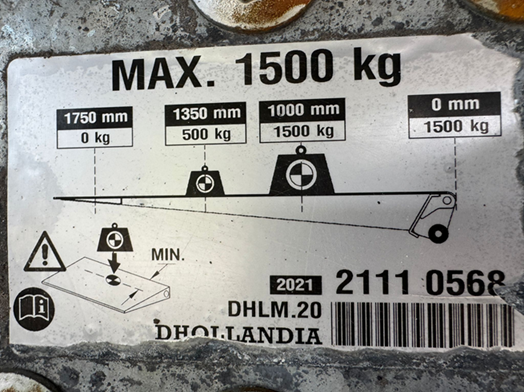 MAX. 1500 kg
1750 mm
0 kg
1350 mm
500 kg
1000 mm
1500 kg
0 mm
1500 kg
MIN.
2021 2111 0568
DHLM.20
DHOLLANDIA